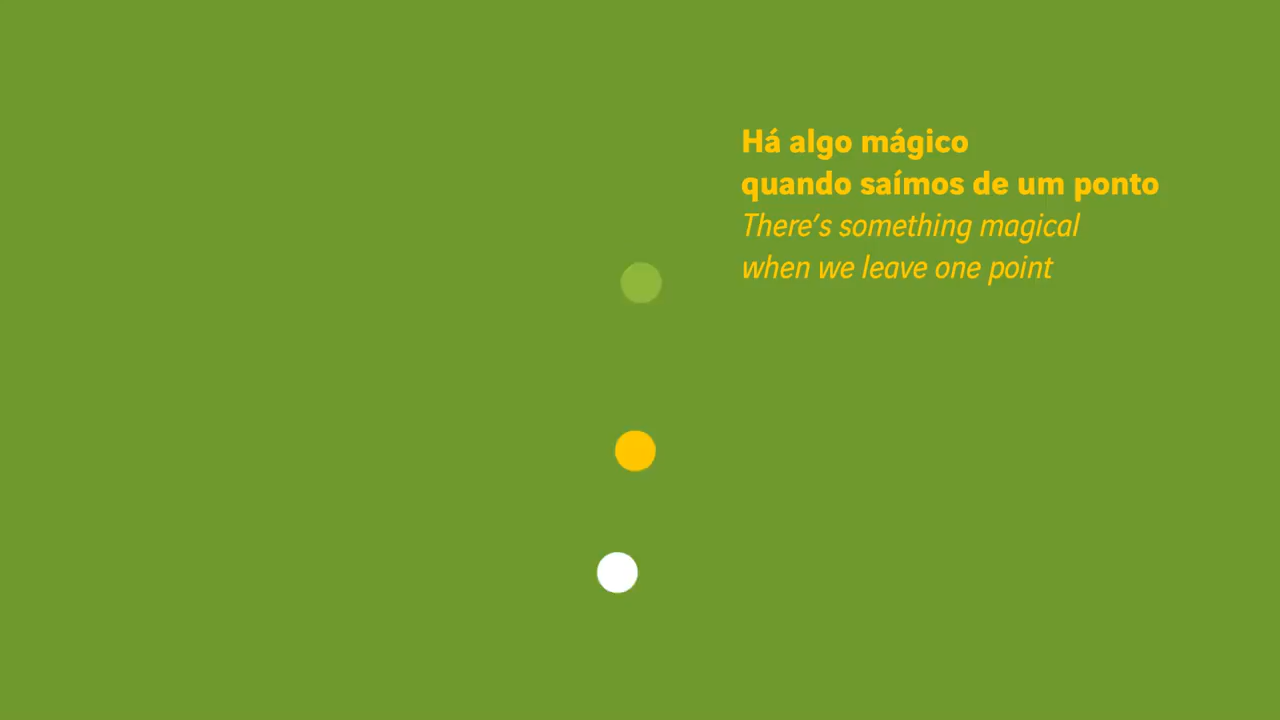 Há algo mágico
quando saímos de um ponto
There's something magical
when we leave one point